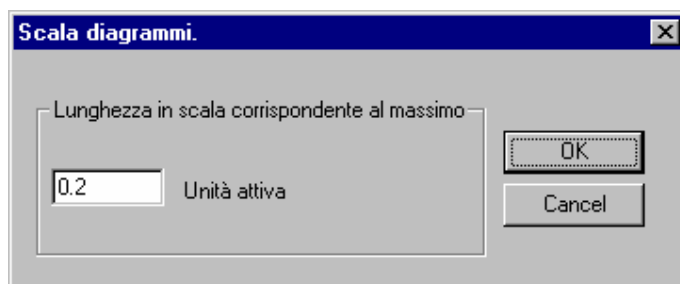 Scala diagrammi.
Lunghezza in scala corrispondente al massimo
0.2 Unità attiva
OK
Cancel